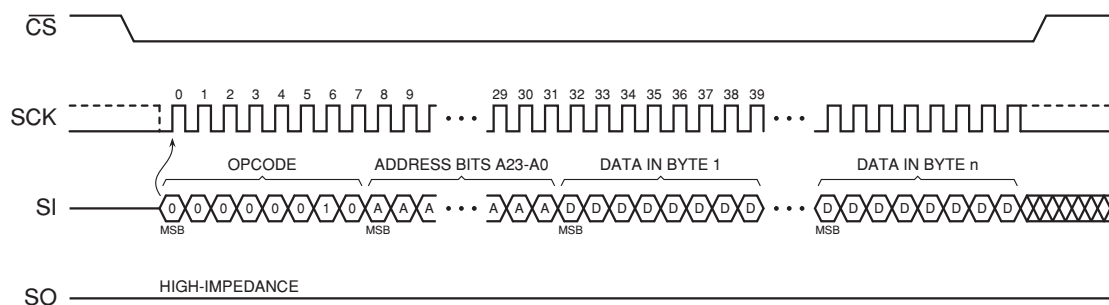 CS
SCK
0 1 2 3 4 5 6 7 8 9 29 30 31 32 33 34 35 36 37 38 39
OPCODE ADDRESS BITS A23-A0 DATA IN BYTE 1 DATA IN BYTE n
SI
0 0 0 0 0 0 1 0 A A A A A A D D D D D D D D D D D D D D D D
MSB MSB MSB MSB
HIGH-IMPEDANCE
SO